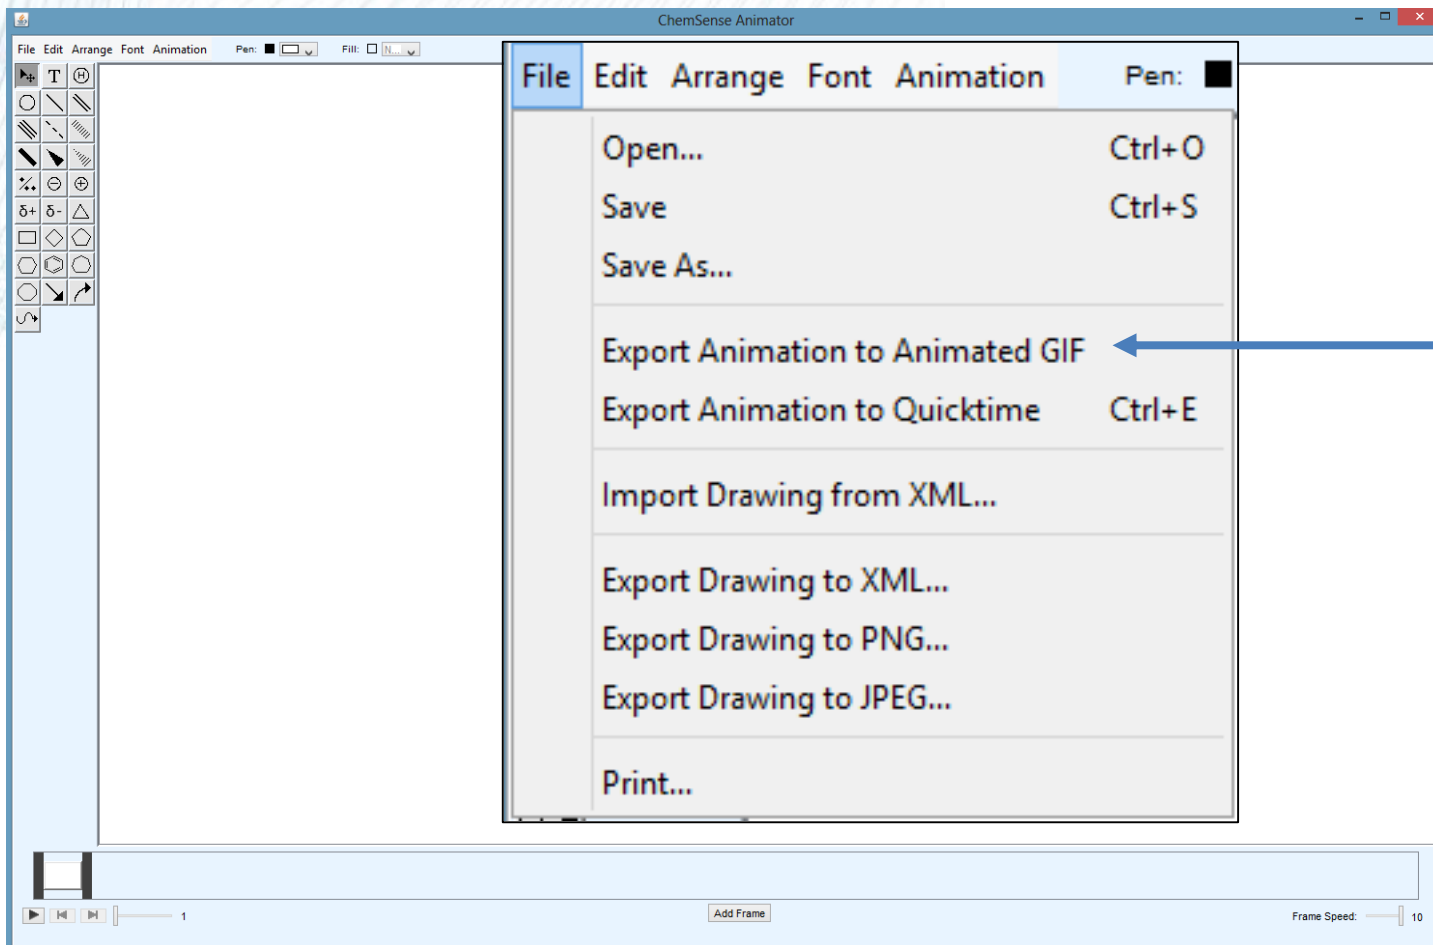 ChemSense Animator
File Edit Arrange Font Animation Pen: Fill: N...
T H
δ+ δ-
File Edit Arrange Font Animation Pen:
Open... Ctrl+O
Save Ctrl+S
Save As...
Export Animation to Animated GIF
Export Animation to Quicktime Ctrl+E
Import Drawing from XML...
Export Drawing to XML...
Export Drawing to PNG...
Export Drawing to JPEG...
Print...
1 Add Frame Frame Speed: 10